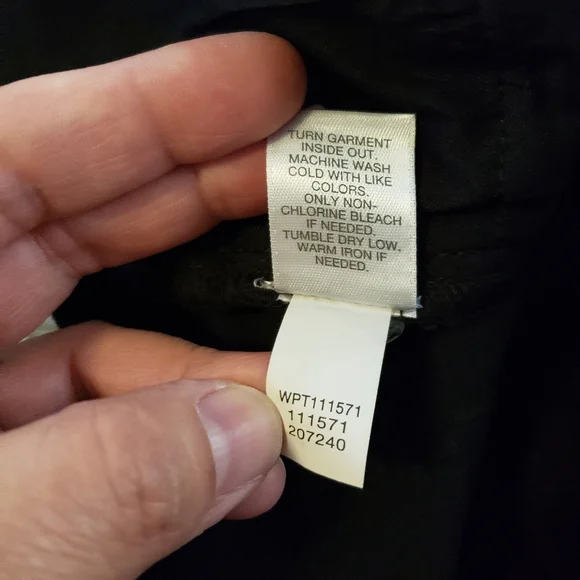 TURN GARMENT
INSIDE OUT.
MACHINE WASH
COLD WITH LIKE
COLORS.
ONLY NON-
CHLORINE BLEACH
IF NEEDED.
TUMBLE DRY LOW.
WARM IRON IF
NEEDED.
WPT111571
111571
207240